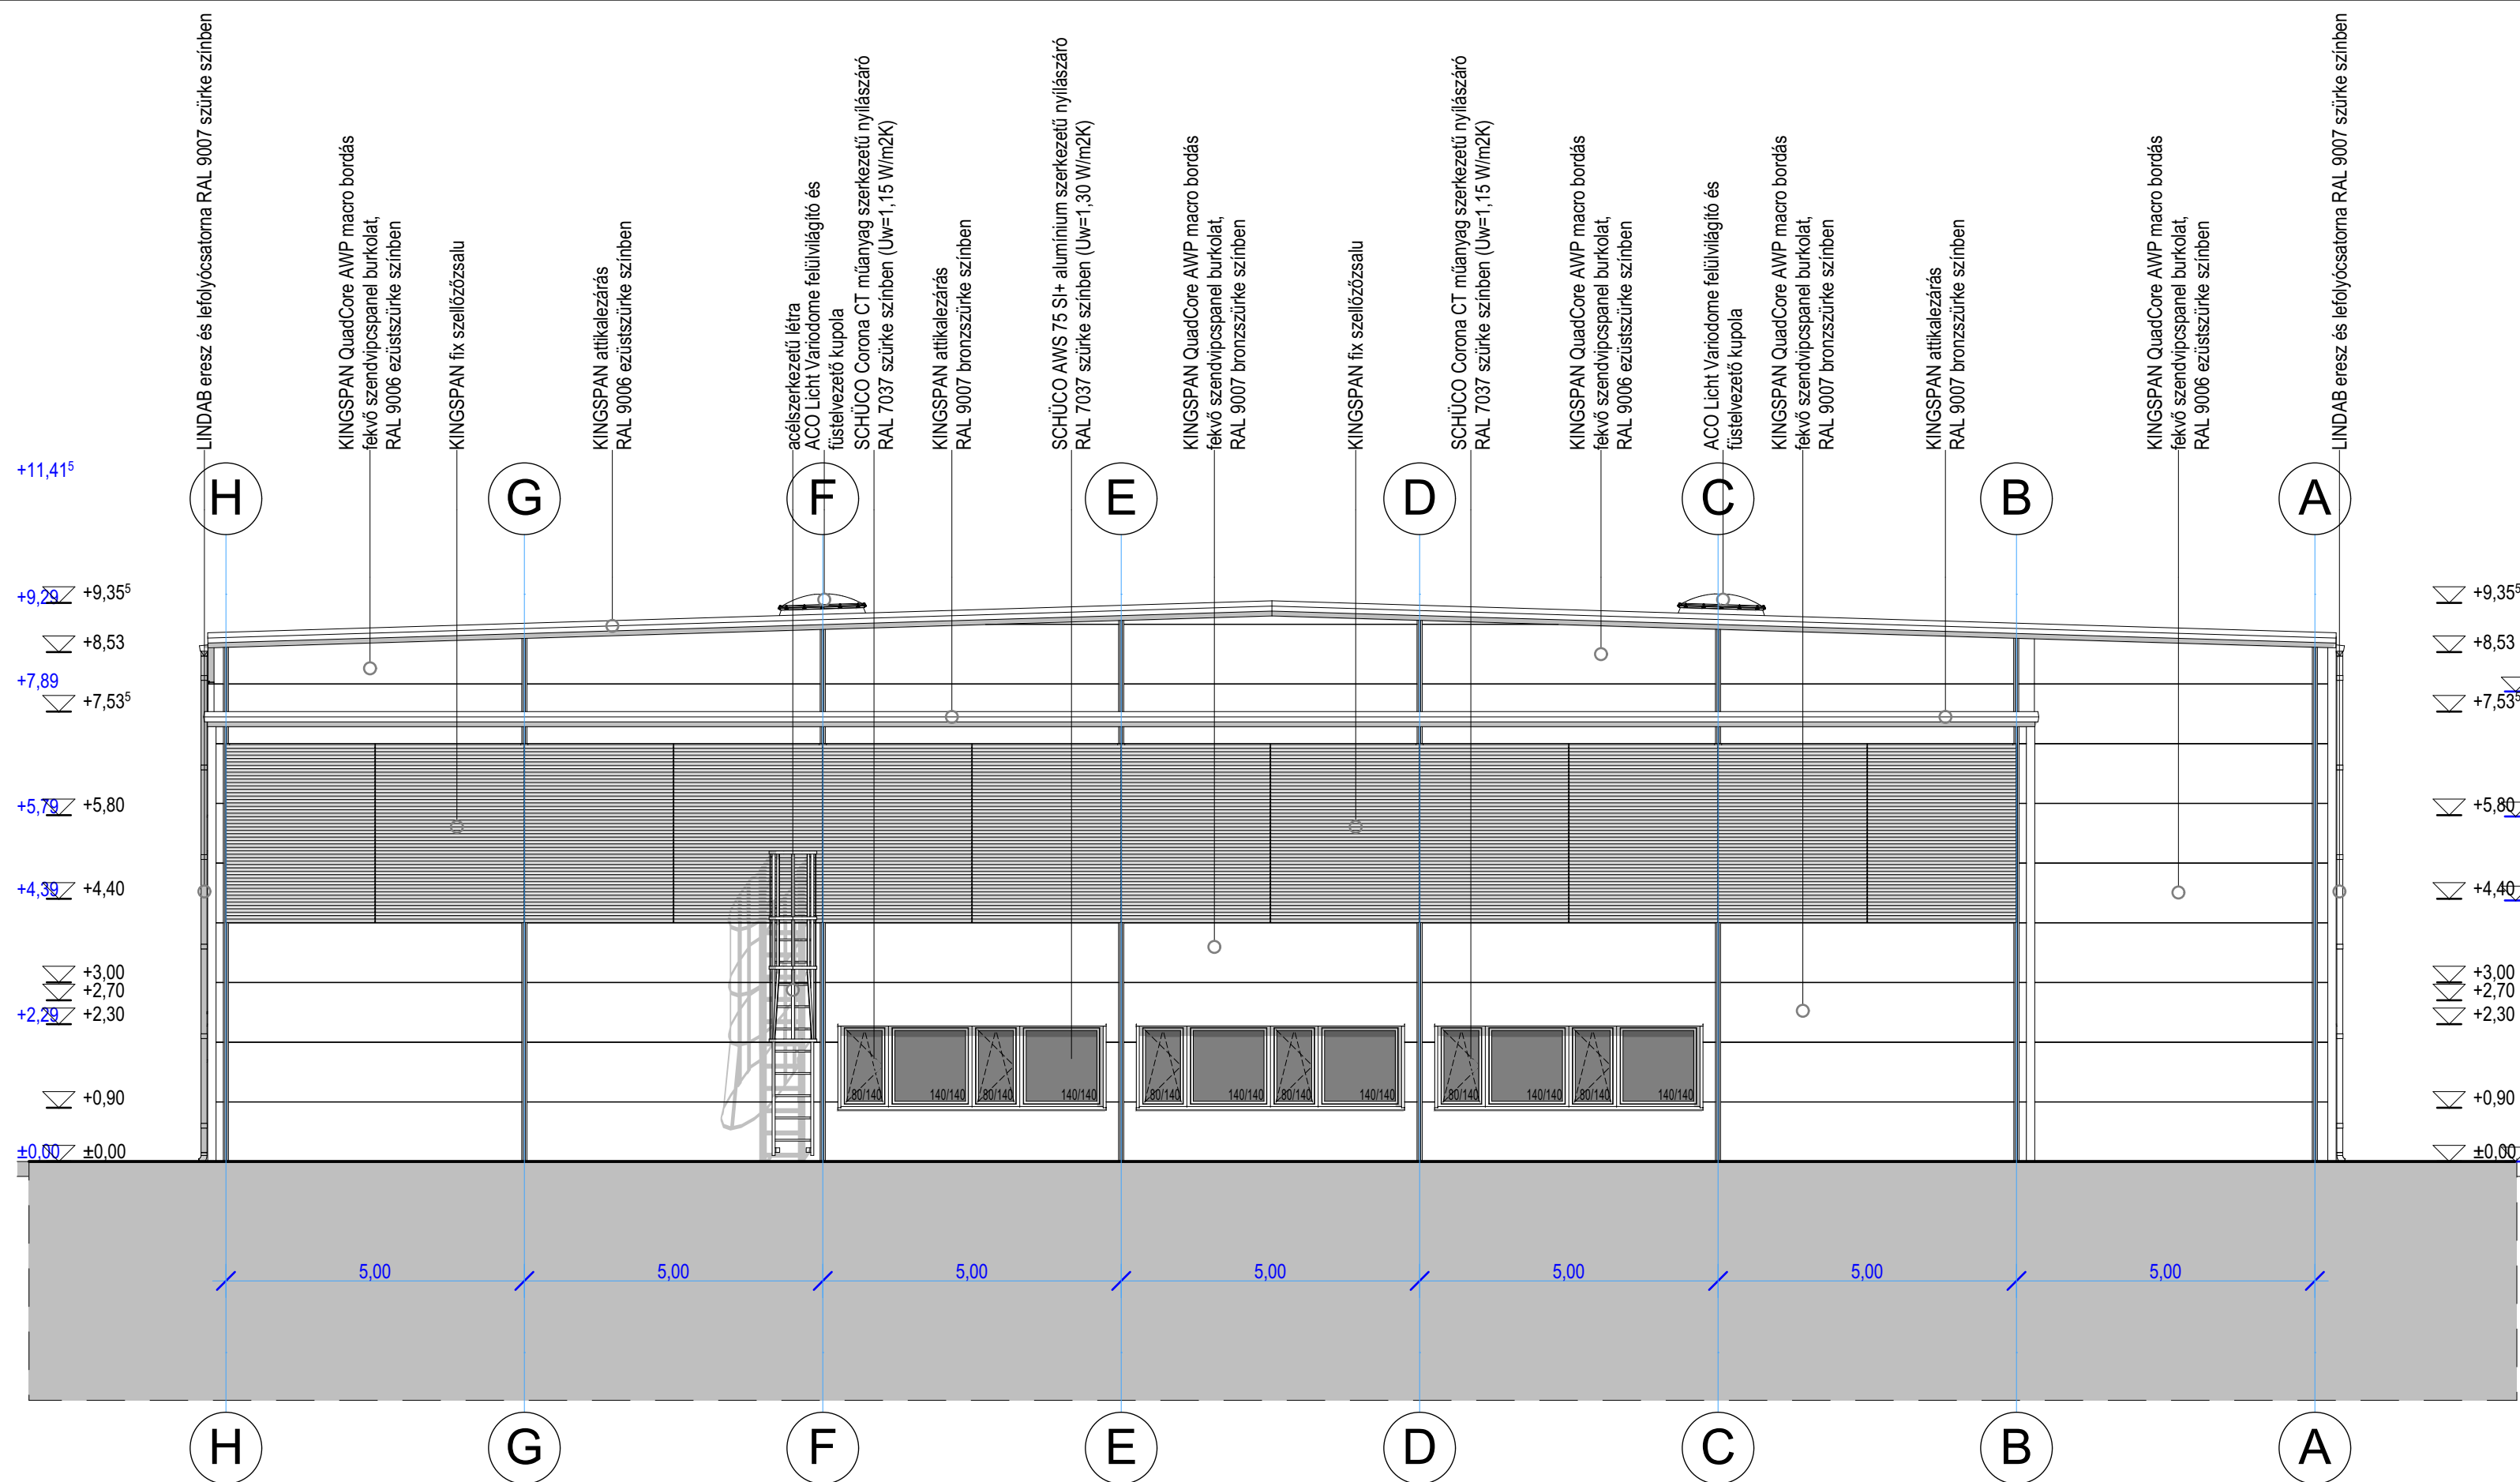 LINDAB eresz és lefolyócsatorna RAL 9007 szürke színben
KINGSPAN QuadCore AWP macro bordás
fekvő szendvipcspanel burkolat,
RAL 9006 ezüstszürke színben
KINGSPAN fix szellőzőzsalu
KINGSPAN attikalezárás
RAL 9006 ezüstszürke színben
acélszerkezetű létra
ACO Licht Variodome felülvilágító és
füstelvezető kupola
SCHÜCO Corona CT műanyag szerkezetű nyílászáró
RAL 7037 szürke színben (Uw=1,15 W/m2K)
KINGSPAN attikalezárás
RAL 9007 bronzszürke színben
SCHÜCO AWS 75 SI+ alumínium szerkezetű nyílászáró
RAL 7037 szürke színben (Uw=1,30 W/m2K)
KINGSPAN QuadCore AWP macro bordás
fekvő szendvipcspanel burkolat,
RAL 9007 bronzszürke színben
KINGSPAN fix szellőzőzsalu
SCHÜCO Corona CT műanyag szerkezetű nyílászáró
RAL 7037 szürke színben (Uw=1,15 W/m2K)
KINGSPAN QuadCore AWP macro bordás
fekvő szendvipcspanel burkolat,
RAL 9006 ezüstszürke színben
ACO Licht Variodome felülvilágító és
füstelvezető kupola
KINGSPAN QuadCore AWP macro bordás
fekvő szendvipcspanel burkolat,
RAL 9007 bronzszürke színben
KINGSPAN attikalezárás
RAL 9007 bronzszürke színben
KINGSPAN QuadCore AWP macro bordás
fekvő szendvipcspanel burkolat,
RAL 9006 ezüstszürke színben
LINDAB eresz és lefolyócsatorna RAL 9007 szürke színben
+11,41⁵
H G F E D C B A
+9,29 +9,35⁵ +9,35⁵
+8,53 +8,53
+7,89
+7,53⁵ +7,53⁵
+5,79 +5,80 +5,80
+4,39 +4,40 +4,40
+3,00 +3,00
+2,70 +2,70
+2,29 +2,30 +2,30
80/140 140/140 80/140 140/140 80/140 140/140 80/140 140/140 80/140 140/140 80/140 140/140
+0,90 +0,90
±0,00 ±0,00 ±0,00
5,00 5,00 5,00 5,00 5,00 5,00 5,00
H G F E D C B A